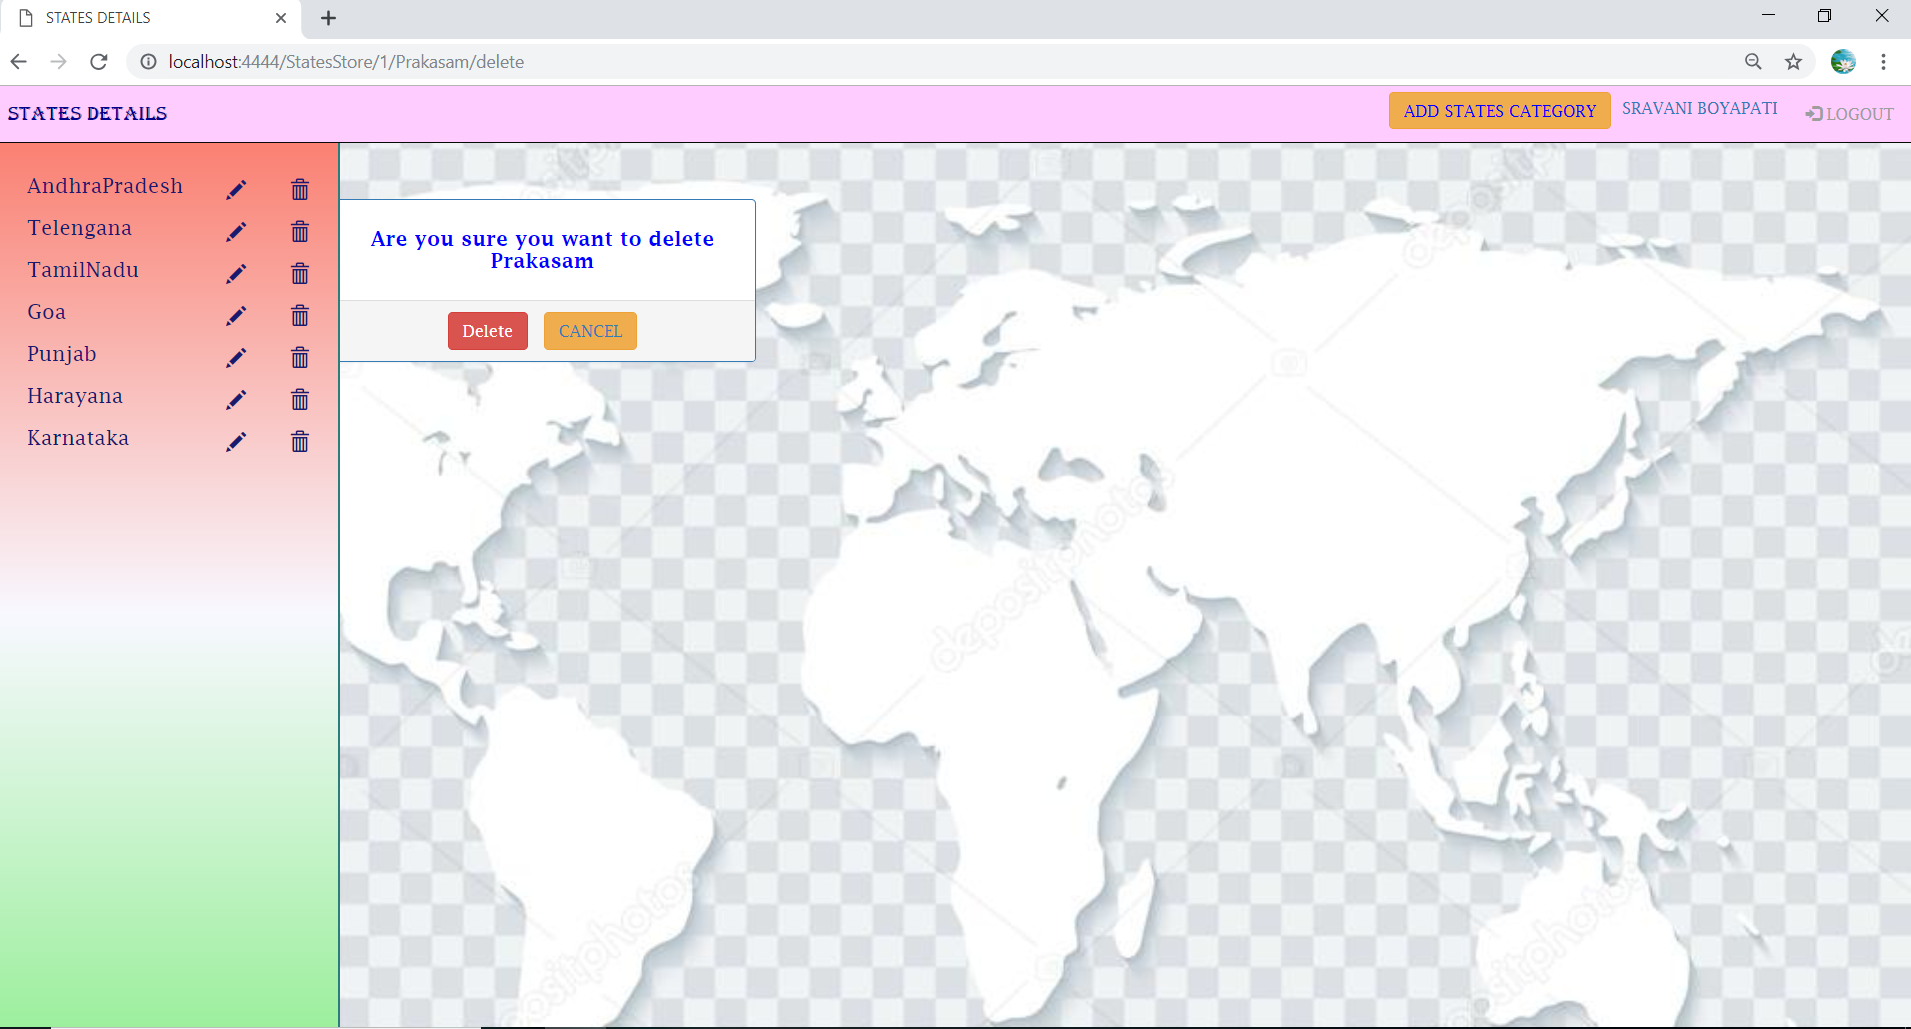 STATES DETAILS
localhost:4444/StatesStore/1/Prakasam/delete
STATES DETAILS
ADD STATES CATEGORY
SRAVANI BOYAPATI
LOGOUT
AndhraPradesh
Telengana
TamilNadu
Goa
Punjab
Harayana
Karnataka
Are you sure you want to delete
Prakasam
Delete
CANCEL
depositphotos
depositphotos